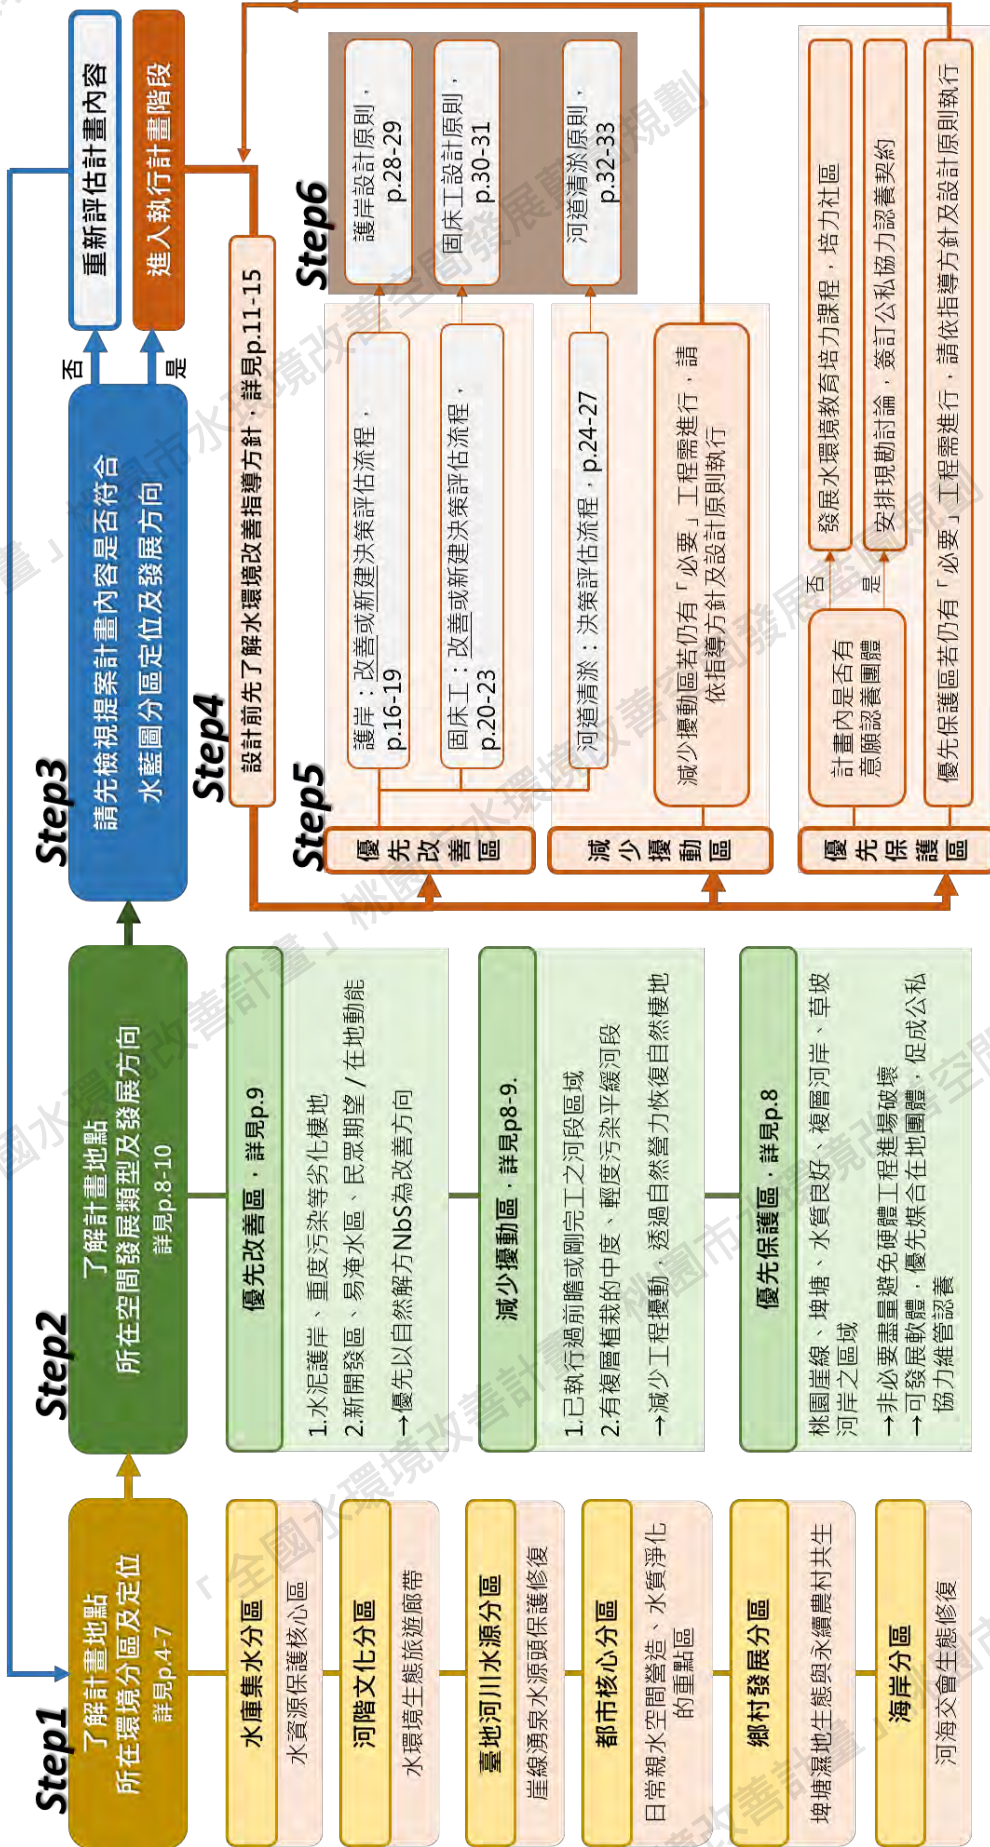 Step1
了解計畫地點
所在環境分區及定位
詳見p.4-7
水庫集水分區
水資源保護核心區
河階文化分區
水環境生態旅遊廊帶
臺地河川水源分區
崖線湧泉水源頭保護修復
都市核心分區
日常親水空間營造、水質淨化
的重點區
鄉村發展分區
埤塘濕地生態與永續農村共生
海岸分區
河海交會生態修復
Step2
了解計畫地點
所在空間發展類型及發展方向
詳見p.8-10
優先改善區，詳見p.9
1.水泥護岸、重度污染等劣化棲地
2.新開發區、易淹水區、民眾期望/在地動能
→優先以自然解方NbS為改善方向
減少擾動區，詳見p8-9.
1.已執行過前瞻或剛完工之河段區域
2.有複層植栽的中度、輕度污染平緩河段
→減少工程擾動，透過自然營力恢復自然棲地
優先保護區，詳見p.8
桃園崖線、埤塘、水質良好、複層河岸、草坡
河岸之區域
→非必要盡量避免硬體工程進場破壞
→可發展軟體，優先媒合在地團體，促成公私
協力維管認養
Step3
請先檢視提案計畫內容是否符合
水藍圖分區定位及發展方向
否
重新評估計畫內容
是
進入執行計畫階段
Step4
設計前先了解水環境改善指導方針，詳見p.11-15
Step5
優先改善區
護岸：改善或新建決策評估流程，
p.16-19
固床工：改善或新建決策評估流程，
p.20-23
河道清淤：決策評估流程，p.24-27
減少擾動區
減少擾動區若仍有「必要」工程需進行，請
依指導方針及設計原則執行
優先保護區
計畫內是否有
意願認養團體
否
發展水環境教育培力課程，培力社區
是
安排現勘討論，簽訂公私協力認養契約
優先保護區若仍有「必要」工程需進行，請依指導方針及設計原則執行
Step6
護岸設計原則，
p.28-29
固床工設計原則，
p.30-31
河道清淤原則，
p.32-33
「全國水環境改善計畫」桃園市水環境改善空間發展藍圖規劃